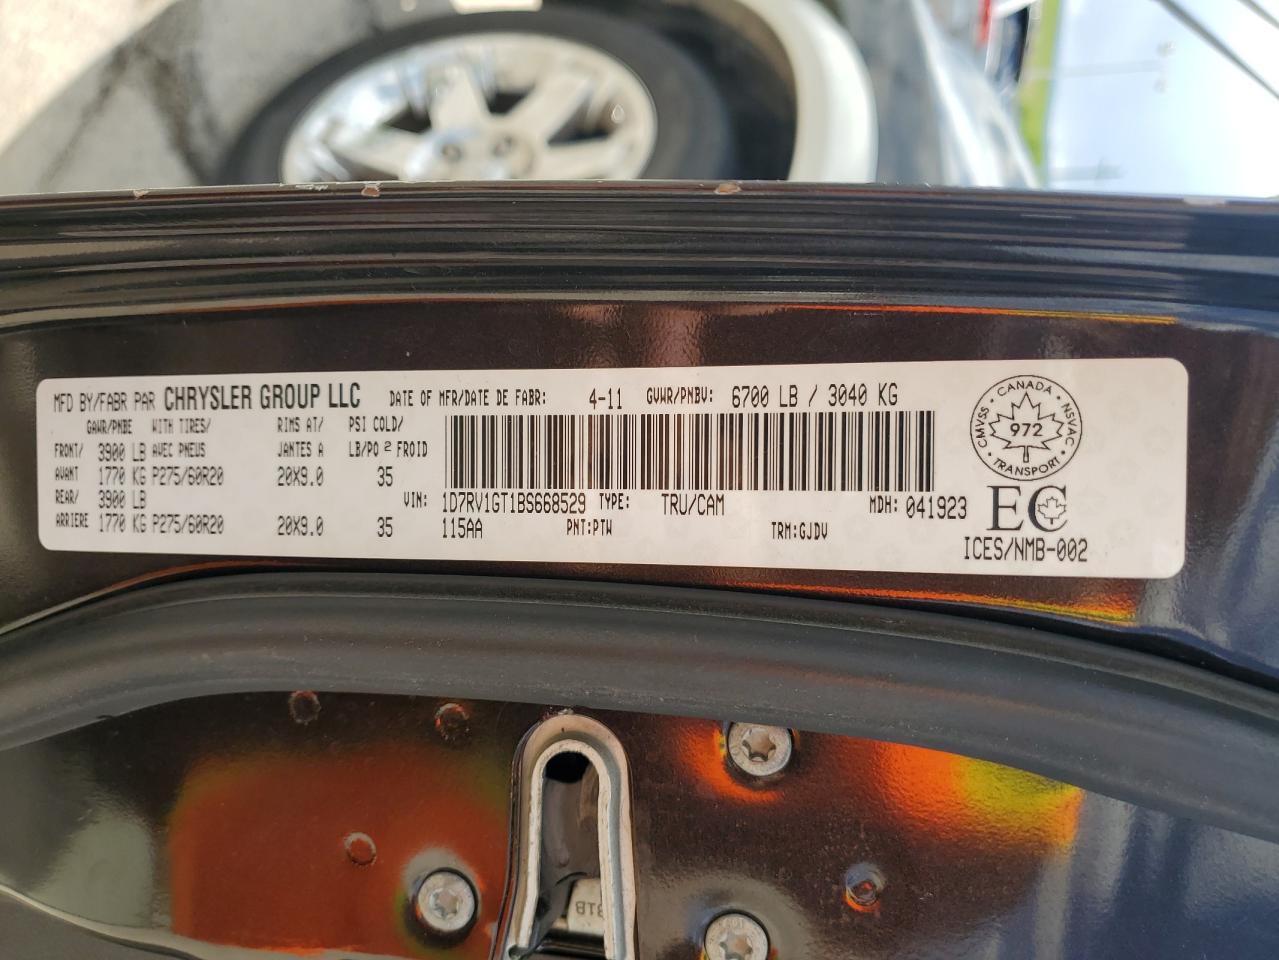 MFD BY/FABR PAR CHRYSLER GROUP LLC DATE OF MFR/DATE DE FABR: 4-11 GVWR/PNBV: 6700 LB / 3040 KG
GAWR/PNBE WITH TIRES/ RIMS AT/ PSI COLD/
FRONT/ 3900 LB AVEC PNEUS JANTES A LB/PO 2 FROID
AVANT 1770 KG P275/60R20 20X9.0 35
REAR/ 3900 LB
VIN: 1D7RV1GT1BS668529 TYPE: TRU/CAM MDH: 041923
ARRIERE 1770 KG P275/60R20 20X9.0 35 115AA PNT:PTW TRM:GJDV
CANADA
CMVSS NSVAC
972
TRANSPORT
EC
ICES/NMB-002